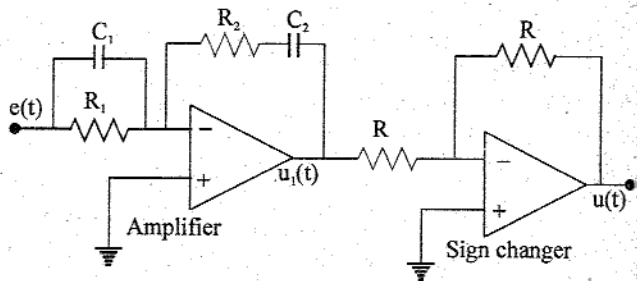 C₁
R₂
C₂
R
e(t)
R₁
−
+
u₁(t)
R
−
+
u(t)
Amplifier
Sign changer